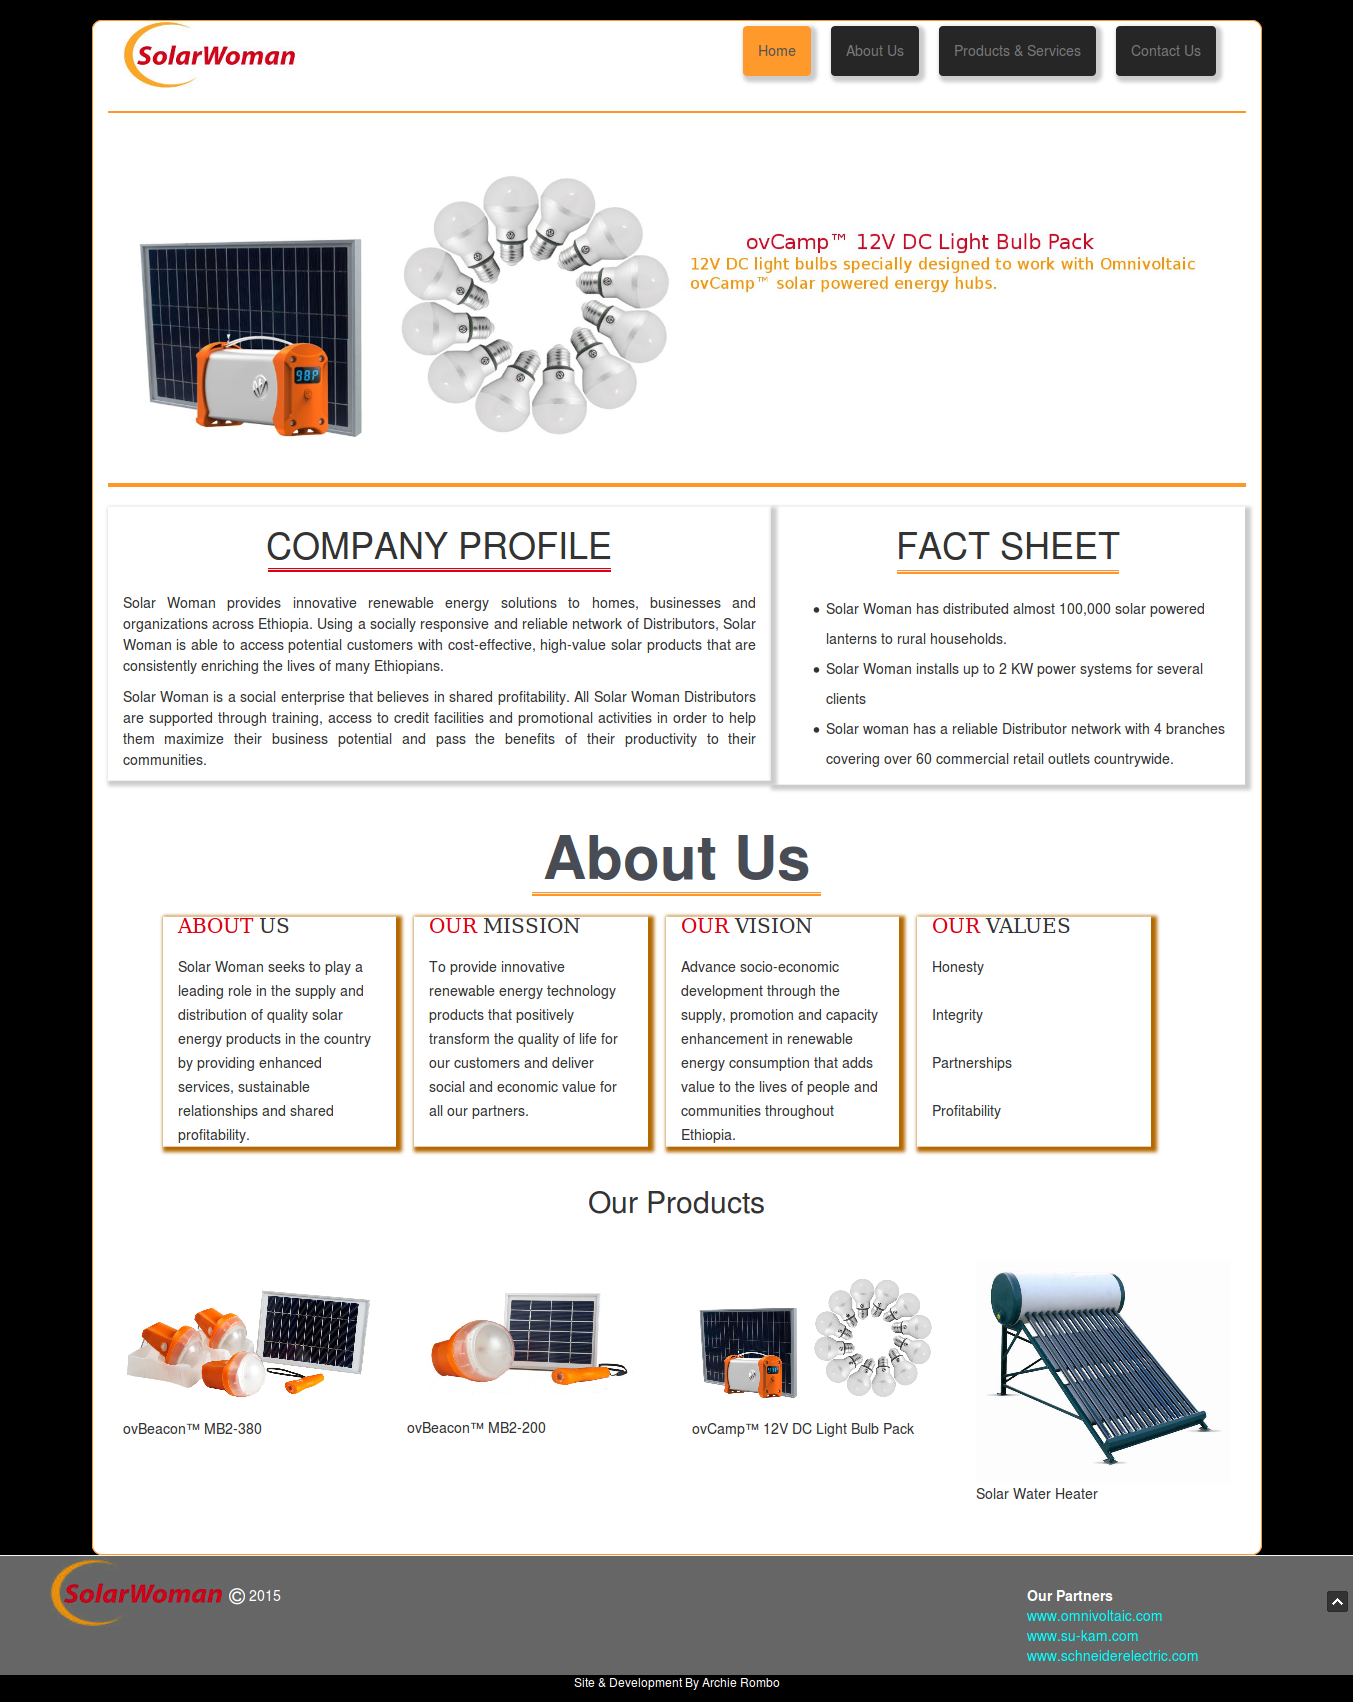 SolarWoman
Home
About Us
Products & Services
Contact Us
98P
ovCamp™ 12V DC Light Bulb Pack
12V DC light bulbs specially designed to work with Omnivoltaic
ovCamp™ solar powered energy hubs.
COMPANY PROFILE
Solar Woman provides innovative renewable energy solutions to homes, businesses and
organizations across Ethiopia. Using a socially responsive and reliable network of Distributors, Solar
Woman is able to access potential customers with cost-effective, high-value solar products that are
consistently enriching the lives of many Ethiopians.
Solar Woman is a social enterprise that believes in shared profitability. All Solar Woman Distributors
are supported through training, access to credit facilities and promotional activities in order to help
them maximize their business potential and pass the benefits of their productivity to their
communities.
FACT SHEET
Solar Woman has distributed almost 100,000 solar powered
lanterns to rural households.
Solar Woman installs up to 2 KW power systems for several
clients
Solar woman has a reliable Distributor network with 4 branches
covering over 60 commercial retail outlets countrywide.
About Us
ABOUT US
Solar Woman seeks to play a
leading role in the supply and
distribution of quality solar
energy products in the country
by providing enhanced
services, sustainable
relationships and shared
profitability.
OUR MISSION
To provide innovative
renewable energy technology
products that positively
transform the quality of life for
our customers and deliver
social and economic value for
all our partners.
OUR VISION
Advance socio-economic
development through the
supply, promotion and capacity
enhancement in renewable
energy consumption that adds
value to the lives of people and
communities throughout
Ethiopia.
OUR VALUES
Honesty
Integrity
Partnerships
Profitability
Our Products
ovBeacon™ MB2-380
ovBeacon™ MB2-200
ovCamp™ 12V DC Light Bulb Pack
Solar Water Heater
SolarWoman © 2015
Our Partners
www.omnivoltaic.com
www.su-kam.com
www.schneiderelectric.com
Site & Development By Archie Rombo